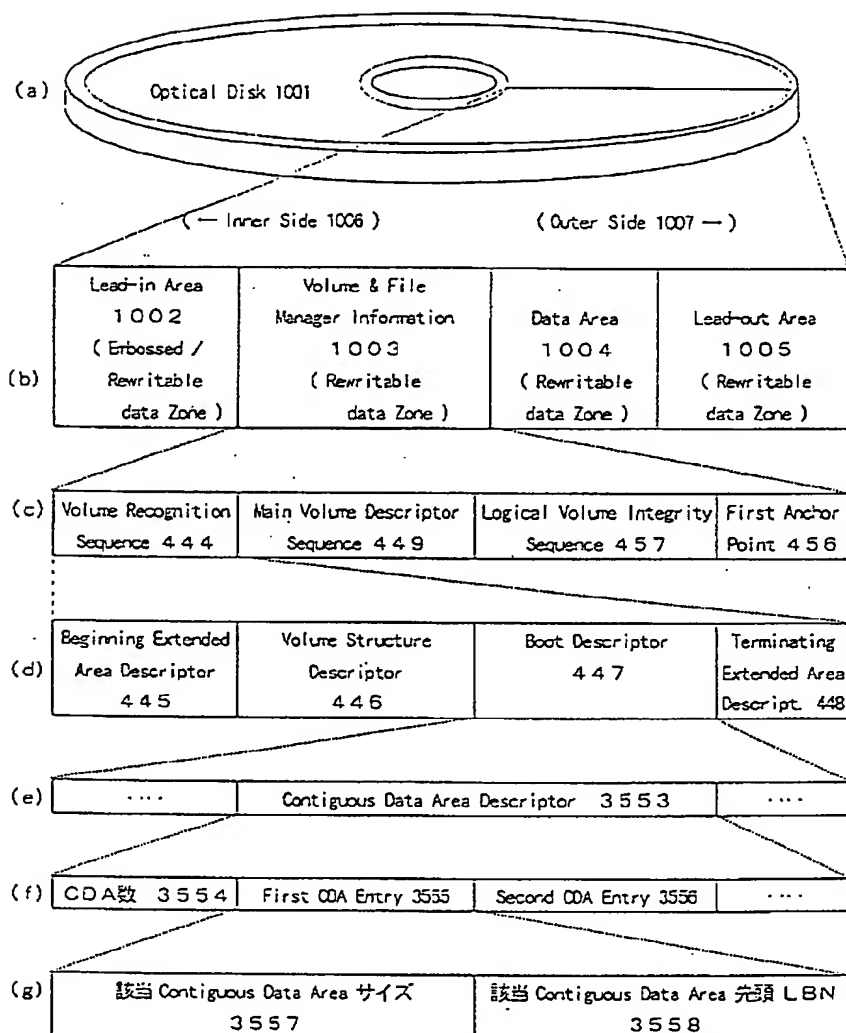 (a)
Optical Disk 1001
( ← Inner Side 1006 )
( Outer Side 1007 → )
(b)
Lead-in Area
1002
( Embossed /
Rewritable
data Zone )
Volume & File
Manager Information
1003
( Rewritable
data Zone )
Data Area
1004
( Rewritable
data Zone )
Lead-out Area
1005
( Rewritable
data Zone )
(c)
Volume Recognition
Sequence 444
Main Volume Descriptor
Sequence 449
Logical Volume Integrity
Sequence 457
First Anchor
Point 456
(d)
Beginning Extended
Area Descriptor
445
Volume Structure
Descriptor
446
Boot Descriptor
447
Terminating
Extended Area
Descript. 448
(e)
....
Contiguous Data Area Descriptor 3553
....
(f)
CDA数 3554
First CDA Entry 3555
Second CDA Entry 3556
....
(g)
該当 Contiguous Data Area サイズ
3557
該当 Contiguous Data Area 先頭 LBN
3558